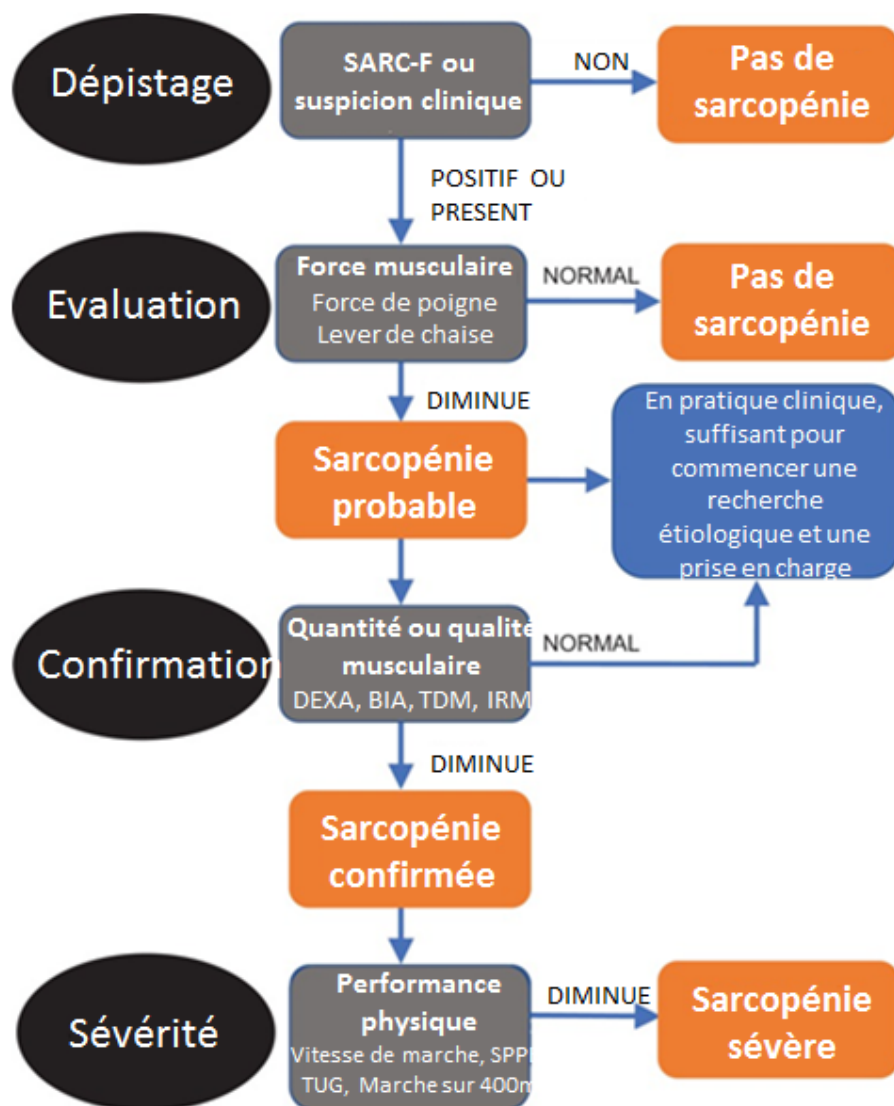 Dépistage
SARC-F ou
suspicion clinique
NON
Pas de
sarcopénie
POSITIF OU
PRESENT
Evaluation
Force musculaire
Force de poigne
Lever de chaise
NORMAL
Pas de
sarcopénie
DIMINUE
Sarcopénie
probable
En pratique clinique,
suffisant pour
commencer une
recherche
étiologique et une
prise en charge
Confirmation
Quantité ou qualité
musculaire
DEXA, BIA, TDM, IRM
NORMAL
DIMINUE
Sarcopénie
confirmée
Sévérité
Performance
physique
Vitesse de marche, SPPB
TUG, Marche sur 400m
DIMINUE
Sarcopénie
sévère